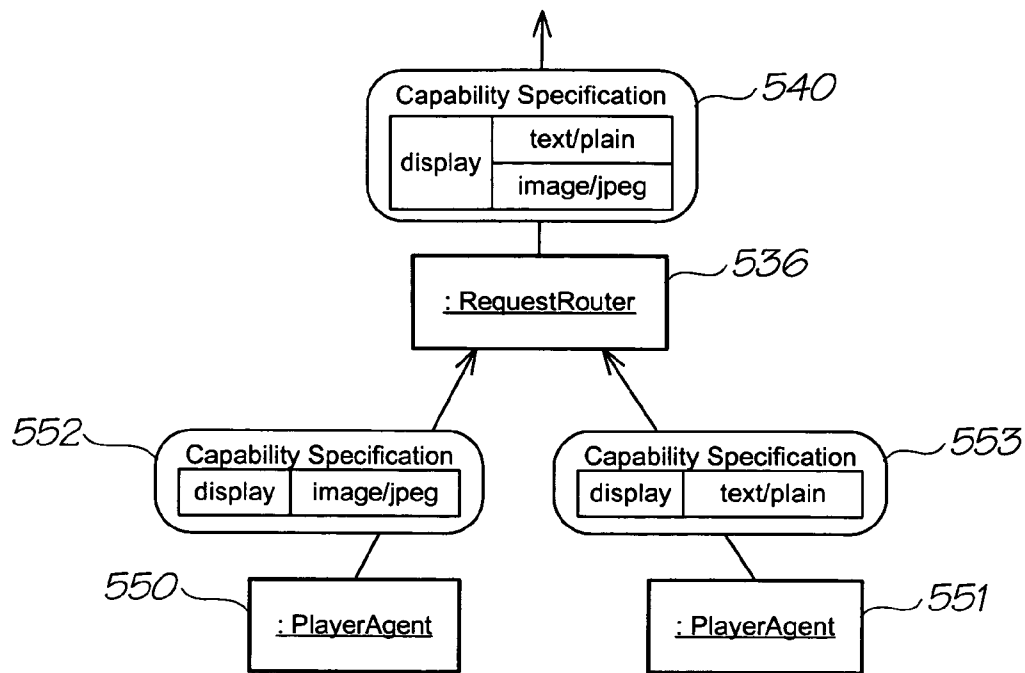 Capability Specification
540
display
text/plain
image/jpeg
536
: RequestRouter
552
Capability Specification
display
image/jpeg
553
Capability Specification
display
text/plain
550
: PlayerAgent
551
: PlayerAgent